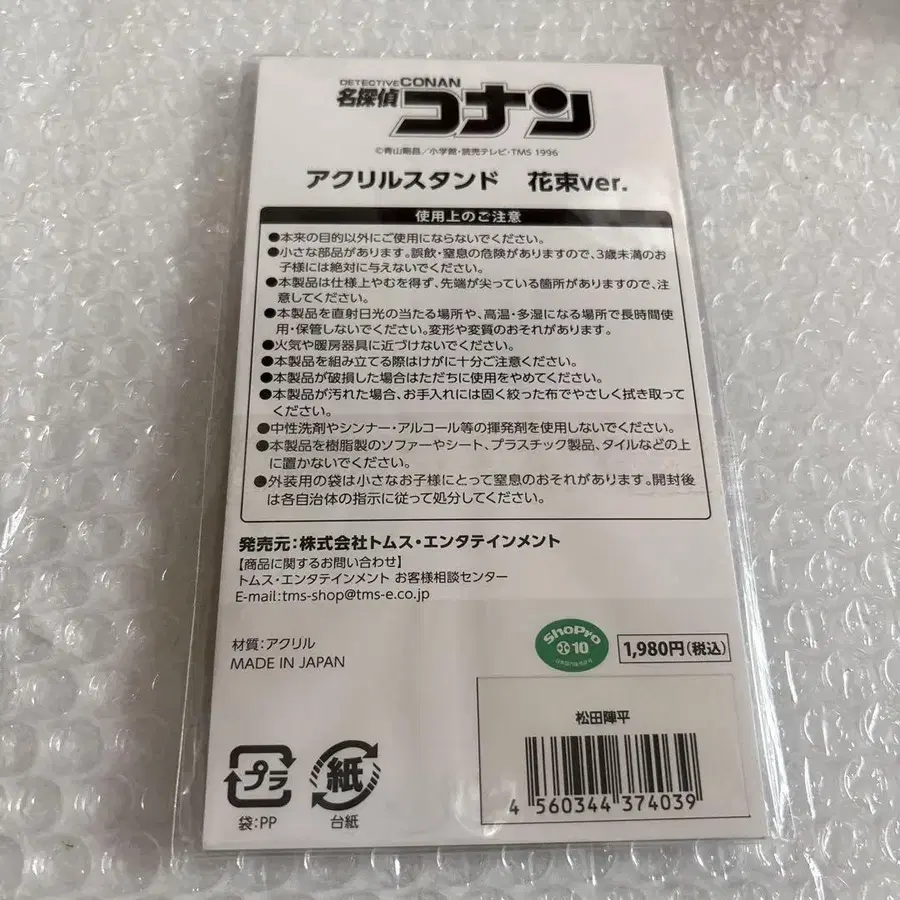 DETECTIVE CONAN
名探偵コナン
©青山剛昌/小学館・読売テレビ・TMS 1996
アクリルスタンド 花束ver.
使用上のご注意
●本来の目的以外にご使用にならないでください。
●小さな部品があります。誤飲・窒息の危険がありますので、3歳未満のお
子様には絶対に与えないでください。
●本製品は仕様上やむを得ず、先端が尖っている箇所がありますので、注
意してください。
●本製品を直射日光の当たる場所や、高温・多湿になる場所で長時間使
用・保管しないでください。変形や変質のおそれがあります。
●火気や暖房器具に近づけないでください。
●本製品を組み立てる際はけがに十分ご注意ください。
●本製品が破損した場合はただちに使用をやめてください。
●本製品が汚れた場合、お手入れには固く絞った布でやさしく拭き取って
ください。
●中性洗剤やシンナー・アルコール等の揮発剤を使用しないでください。
●本製品を樹脂製のソファーやシート、プラスチック製品、タイルなどの上
に置かないでください。
●外装用の袋は小さなお子様にとって窒息のおそれがあります。開封後
は各自治体の指示に従って処分してください。
発売元:株式会社トムス・エンタテインメント
【商品に関するお問い合わせ】
トムス・エンタテインメント お客様相談センター
E-mail:tms-shop@tms-e.co.jp
材質:アクリル
MADE IN JAPAN
ShoPro
10
1,980円(税込)
松田陣平
4 560344 374039
プラ
袋:PP
紙
台紙